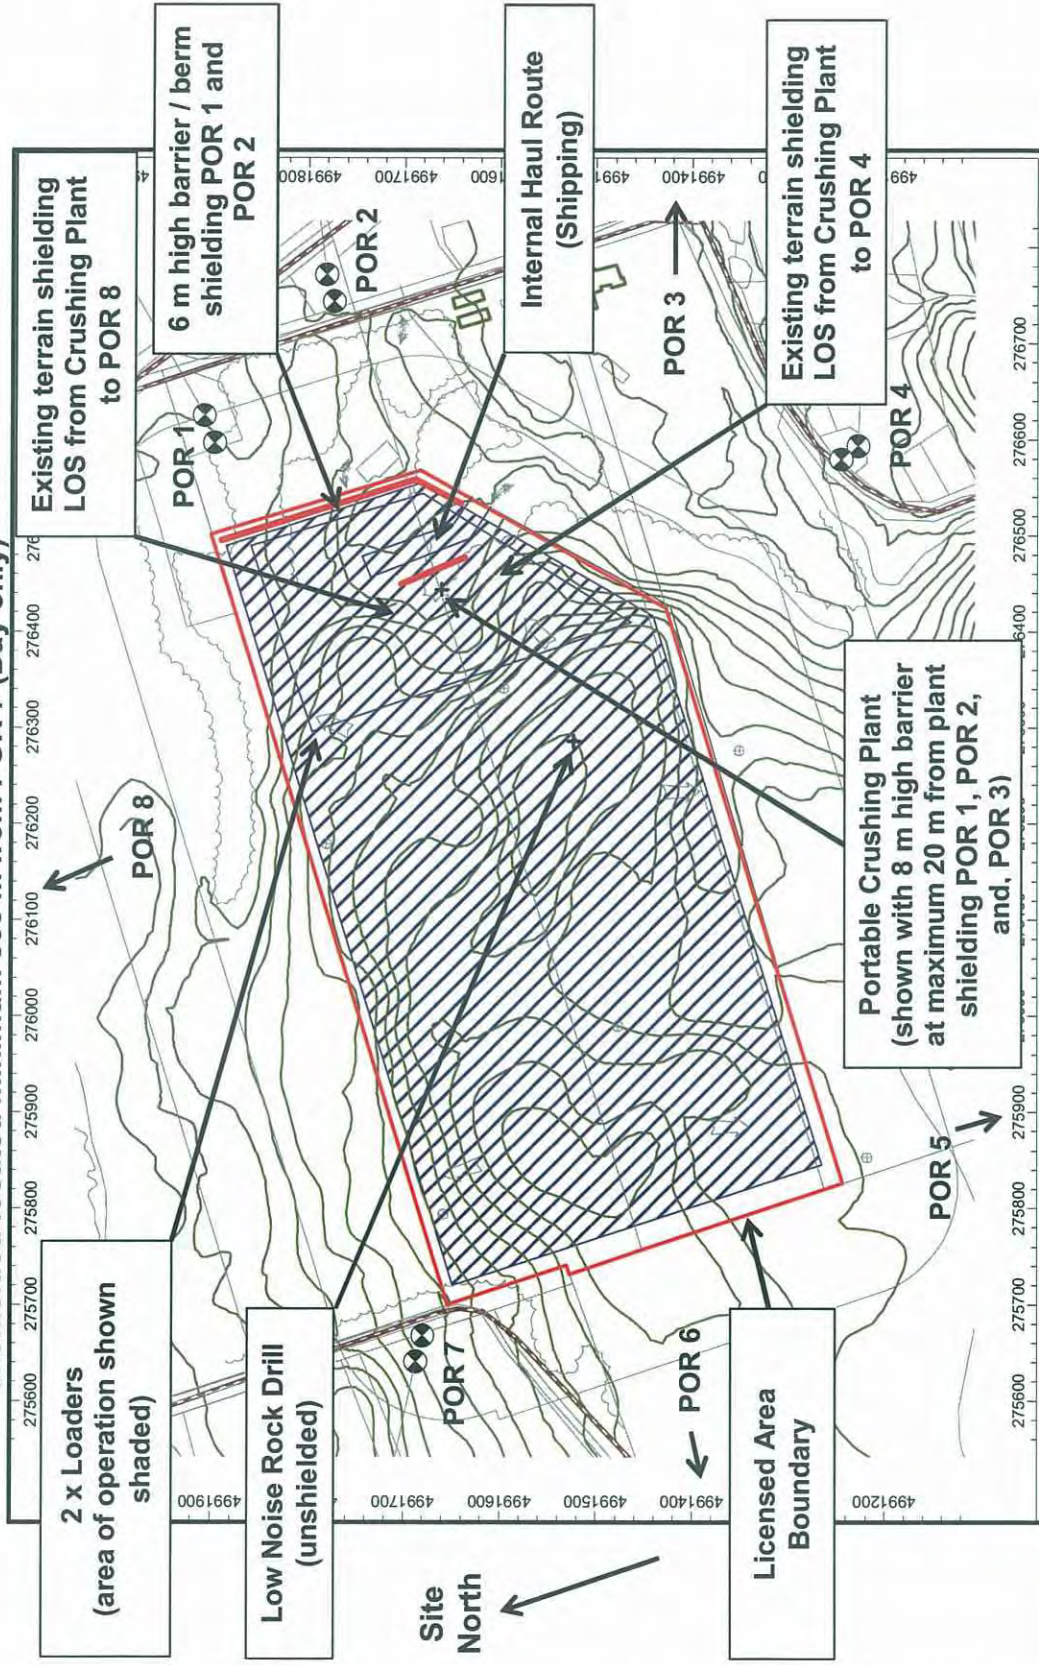 275600
275700
275800
275900
276000
276100
276200
276300
276400
2 x Loaders
(area of operation shown
shaded)
Low Noise Rock Drill
(unshielded)
Site
North
Licensed Area
Boundary
Existing terrain shielding
LOS from Crushing Plant
to POR 8
6 m high barrier / berm
shielding POR 1 and
POR 2
Internal Haul Route
(Shipping)
Existing terrain shielding
LOS from Crushing Plant
to POR 4
Portable Crushing Plant
(shown with 8 m high barrier
at maximum 20 m from plant
shielding POR 1, POR 2,
and, POR 3)
POR 8
POR 1
POR 2
POR 3
POR 4
POR 5
POR 6
POR 7
4991900
4991700
4991600
4991500
4991400
4991200
4991800
4991700
4991400
275600
275700
275800
275900
276500
276600
276700